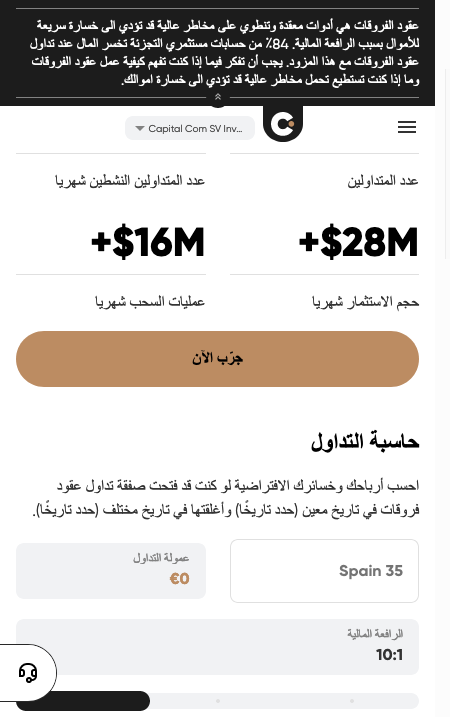 عقود الفروقات هي أدوات معقدة وتنطوي على مخاطر عالية قد تؤدي الى خسارة سريعة
للأموال بسبب الرافعة المالية. 84٪ من حسابات مستثمري التجزئة تخسر المال عند تداول
عقود الفروقات مع هذا المزود. يجب أن تفكر فيما إذا كنت تفهم كيفية عمل عقود الفروقات
وما إذا كنت تستطيع تحمل مخاطر عالية قد تؤدي الى خسارة اموالك.
Capital Com SV Inv...
عدد المتداولين
عدد المتداولين النشطين شهريا
$28M+
$16M+
حجم الاستثمار شهريا
عمليات السحب شهريا
جرّب الآن
حاسبة التداول
احسب أرباحك وخسائرك الافتراضية لو كنت قد فتحت صفقة تداول عقود
فروقات في تاريخ معين (حدد تاريخًا) وأغلقتها في تاريخ مختلف (حدد تاريخًا).
Spain 35
عمولة التداول
€0
الرافعة المالية
10:1